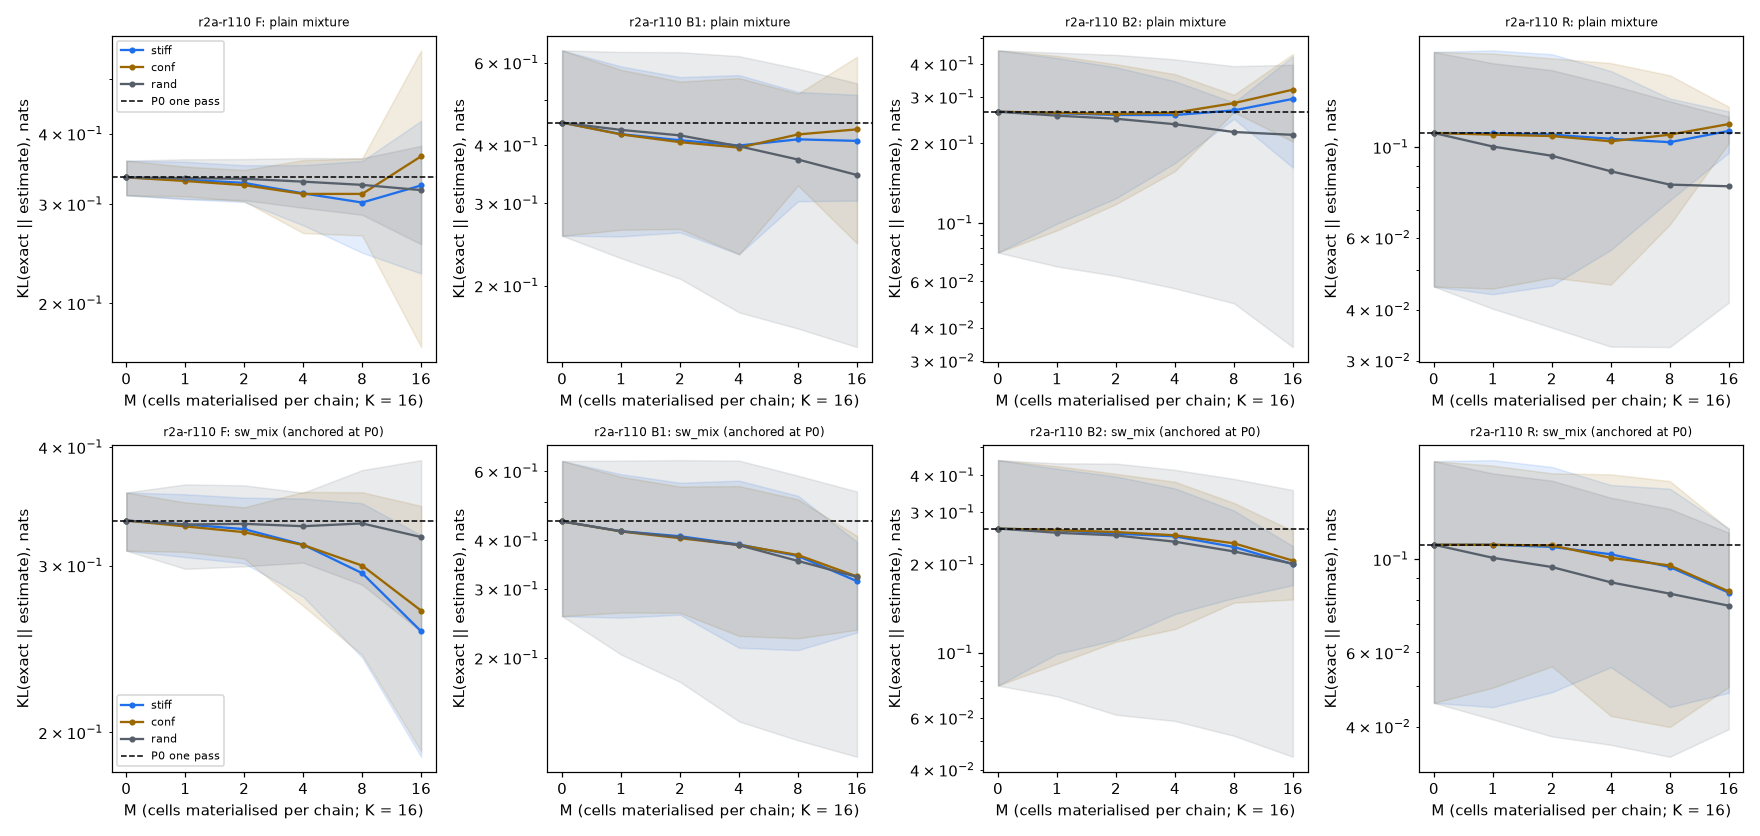 r2a-r110 F: plain mixture
KL(exact || estimate), nats
4 × 10⁻¹
3 × 10⁻¹
2 × 10⁻¹
stiff
conf
rand
P0 one pass
0 1 2 4 8 16
M (cells materialised per chain; K = 16)
r2a-r110 B1: plain mixture
KL(exact || estimate), nats
6 × 10⁻¹
4 × 10⁻¹
3 × 10⁻¹
2 × 10⁻¹
0 1 2 4 8 16
M (cells materialised per chain; K = 16)
r2a-r110 B2: plain mixture
KL(exact || estimate), nats
4 × 10⁻¹
3 × 10⁻¹
2 × 10⁻¹
10⁻¹
6 × 10⁻²
4 × 10⁻²
3 × 10⁻²
0 1 2 4 8 16
M (cells materialised per chain; K = 16)
r2a-r110 R: plain mixture
KL(exact || estimate), nats
10⁻¹
6 × 10⁻²
4 × 10⁻²
3 × 10⁻²
0 1 2 4 8 16
M (cells materialised per chain; K = 16)
r2a-r110 F: sw_mix (anchored at P0)
KL(exact || estimate), nats
4 × 10⁻¹
3 × 10⁻¹
2 × 10⁻¹
stiff
conf
rand
P0 one pass
0 1 2 4 8 16
M (cells materialised per chain; K = 16)
r2a-r110 B1: sw_mix (anchored at P0)
KL(exact || estimate), nats
6 × 10⁻¹
4 × 10⁻¹
3 × 10⁻¹
2 × 10⁻¹
0 1 2 4 8 16
M (cells materialised per chain; K = 16)
r2a-r110 B2: sw_mix (anchored at P0)
KL(exact || estimate), nats
4 × 10⁻¹
3 × 10⁻¹
2 × 10⁻¹
10⁻¹
6 × 10⁻²
4 × 10⁻²
0 1 2 4 8 16
M (cells materialised per chain; K = 16)
r2a-r110 R: sw_mix (anchored at P0)
KL(exact || estimate), nats
10⁻¹
6 × 10⁻²
4 × 10⁻²
0 1 2 4 8 16
M (cells materialised per chain; K = 16)